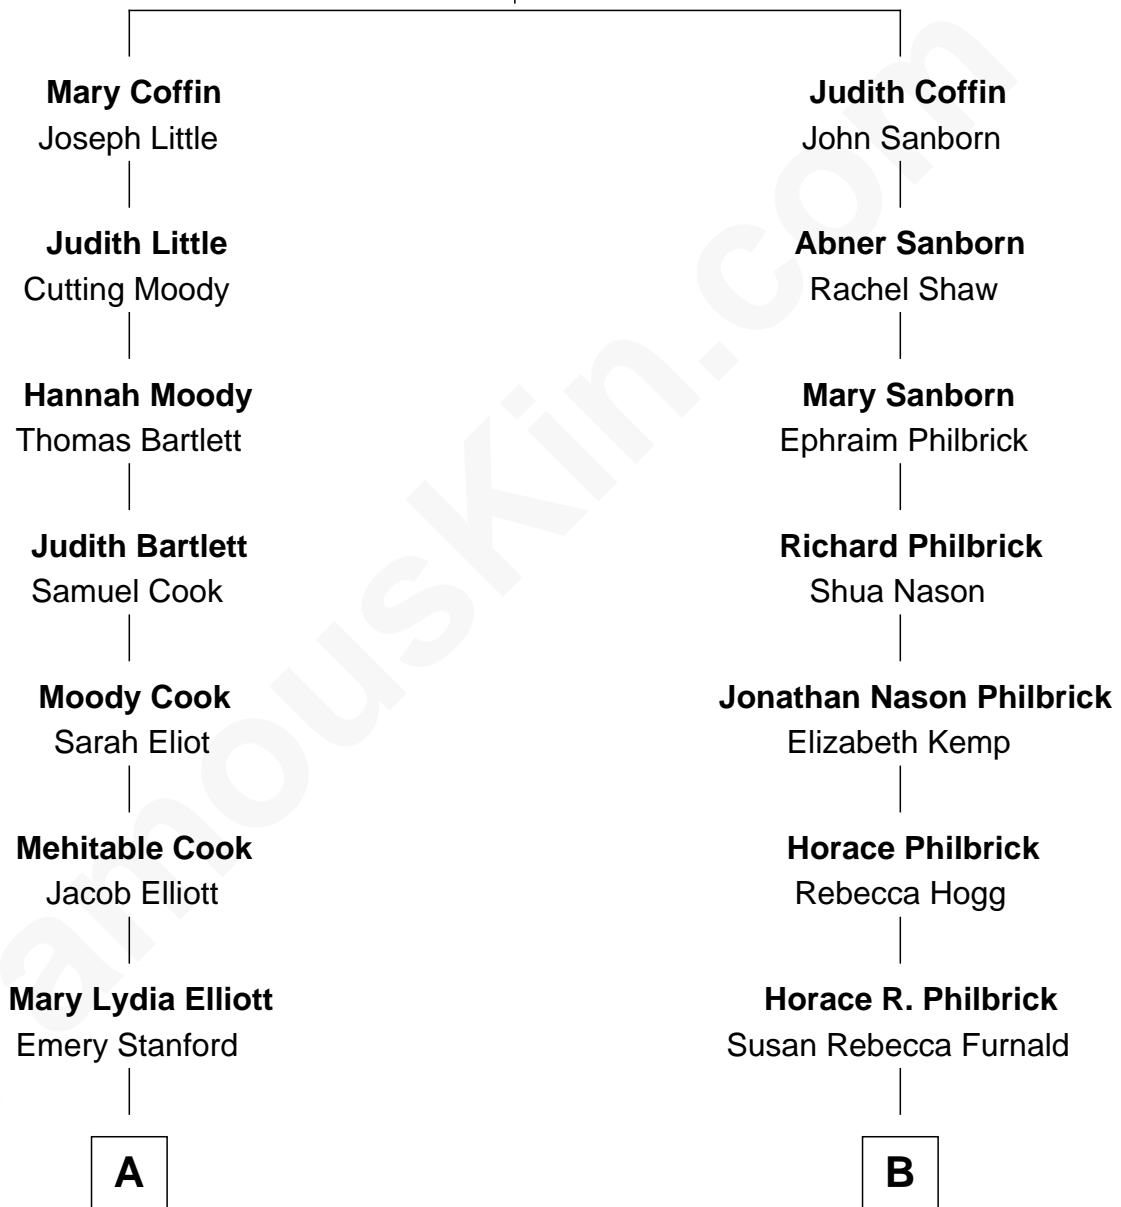 Mary Coffin
Joseph Little
Judith Little
Cutting Moody
Hannah Moody
Thomas Bartlett
Judith Bartlett
Samuel Cook
Moody Cook
Sarah Eliot
Mehitable Cook
Jacob Elliott
Mary Lydia Elliott
Emery Stanford
A
Judith Coffin
John Sanborn
Abner Sanborn
Rachel Shaw
Mary Sanborn
Ephraim Philbrick
Richard Philbrick
Shua Nason
Jonathan Nason Philbrick
Elizabeth Kemp
Horace Philbrick
Rebecca Hogg
Horace R. Philbrick
Susan Rebecca Furnald
B
amousKin.com